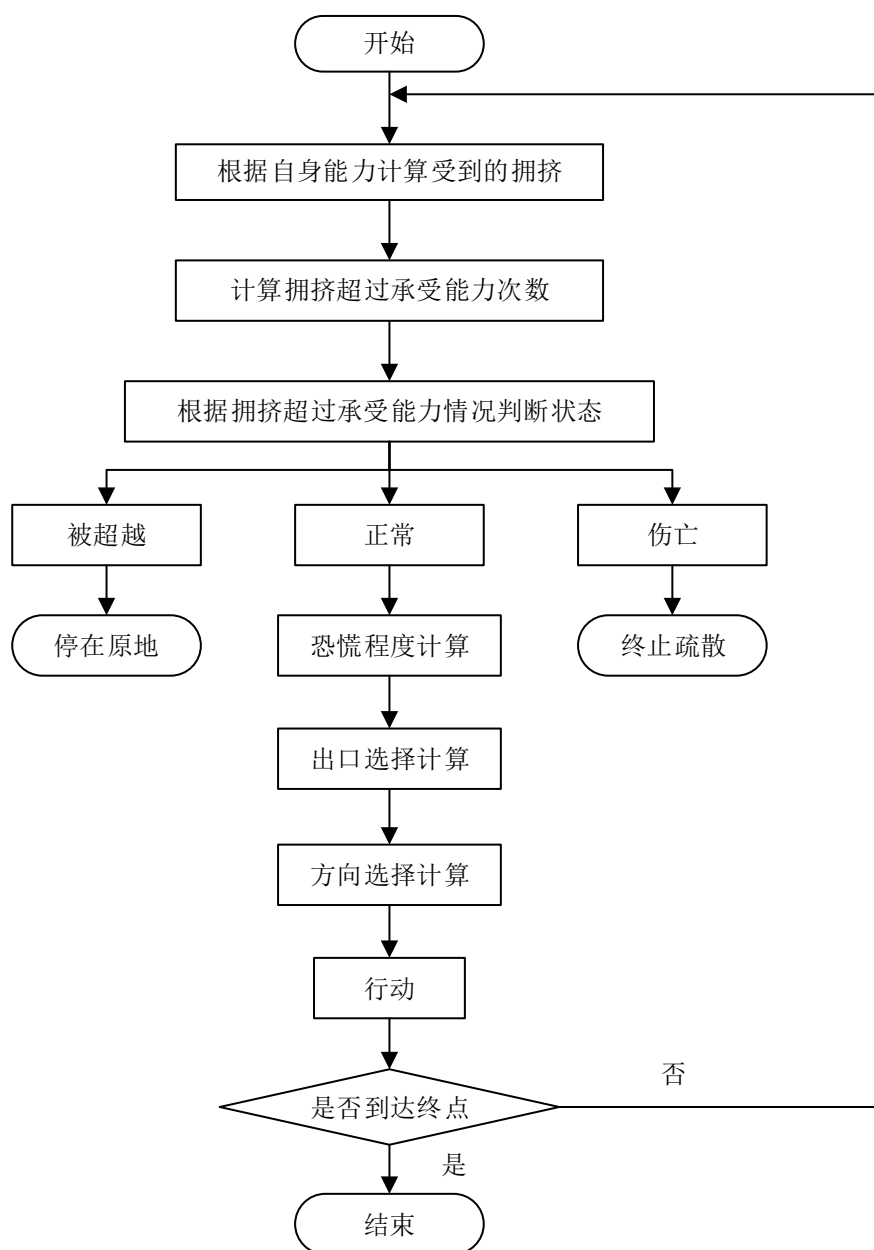 开始
根据自身能力计算受到的拥挤
计算拥挤超过承受能力次数
根据拥挤超过承受能力情况判断状态
被超越
正常
伤亡
停在原地
恐慌程度计算
终止疏散
出口选择计算
方向选择计算
行动
否
是否到达终点
是
结束